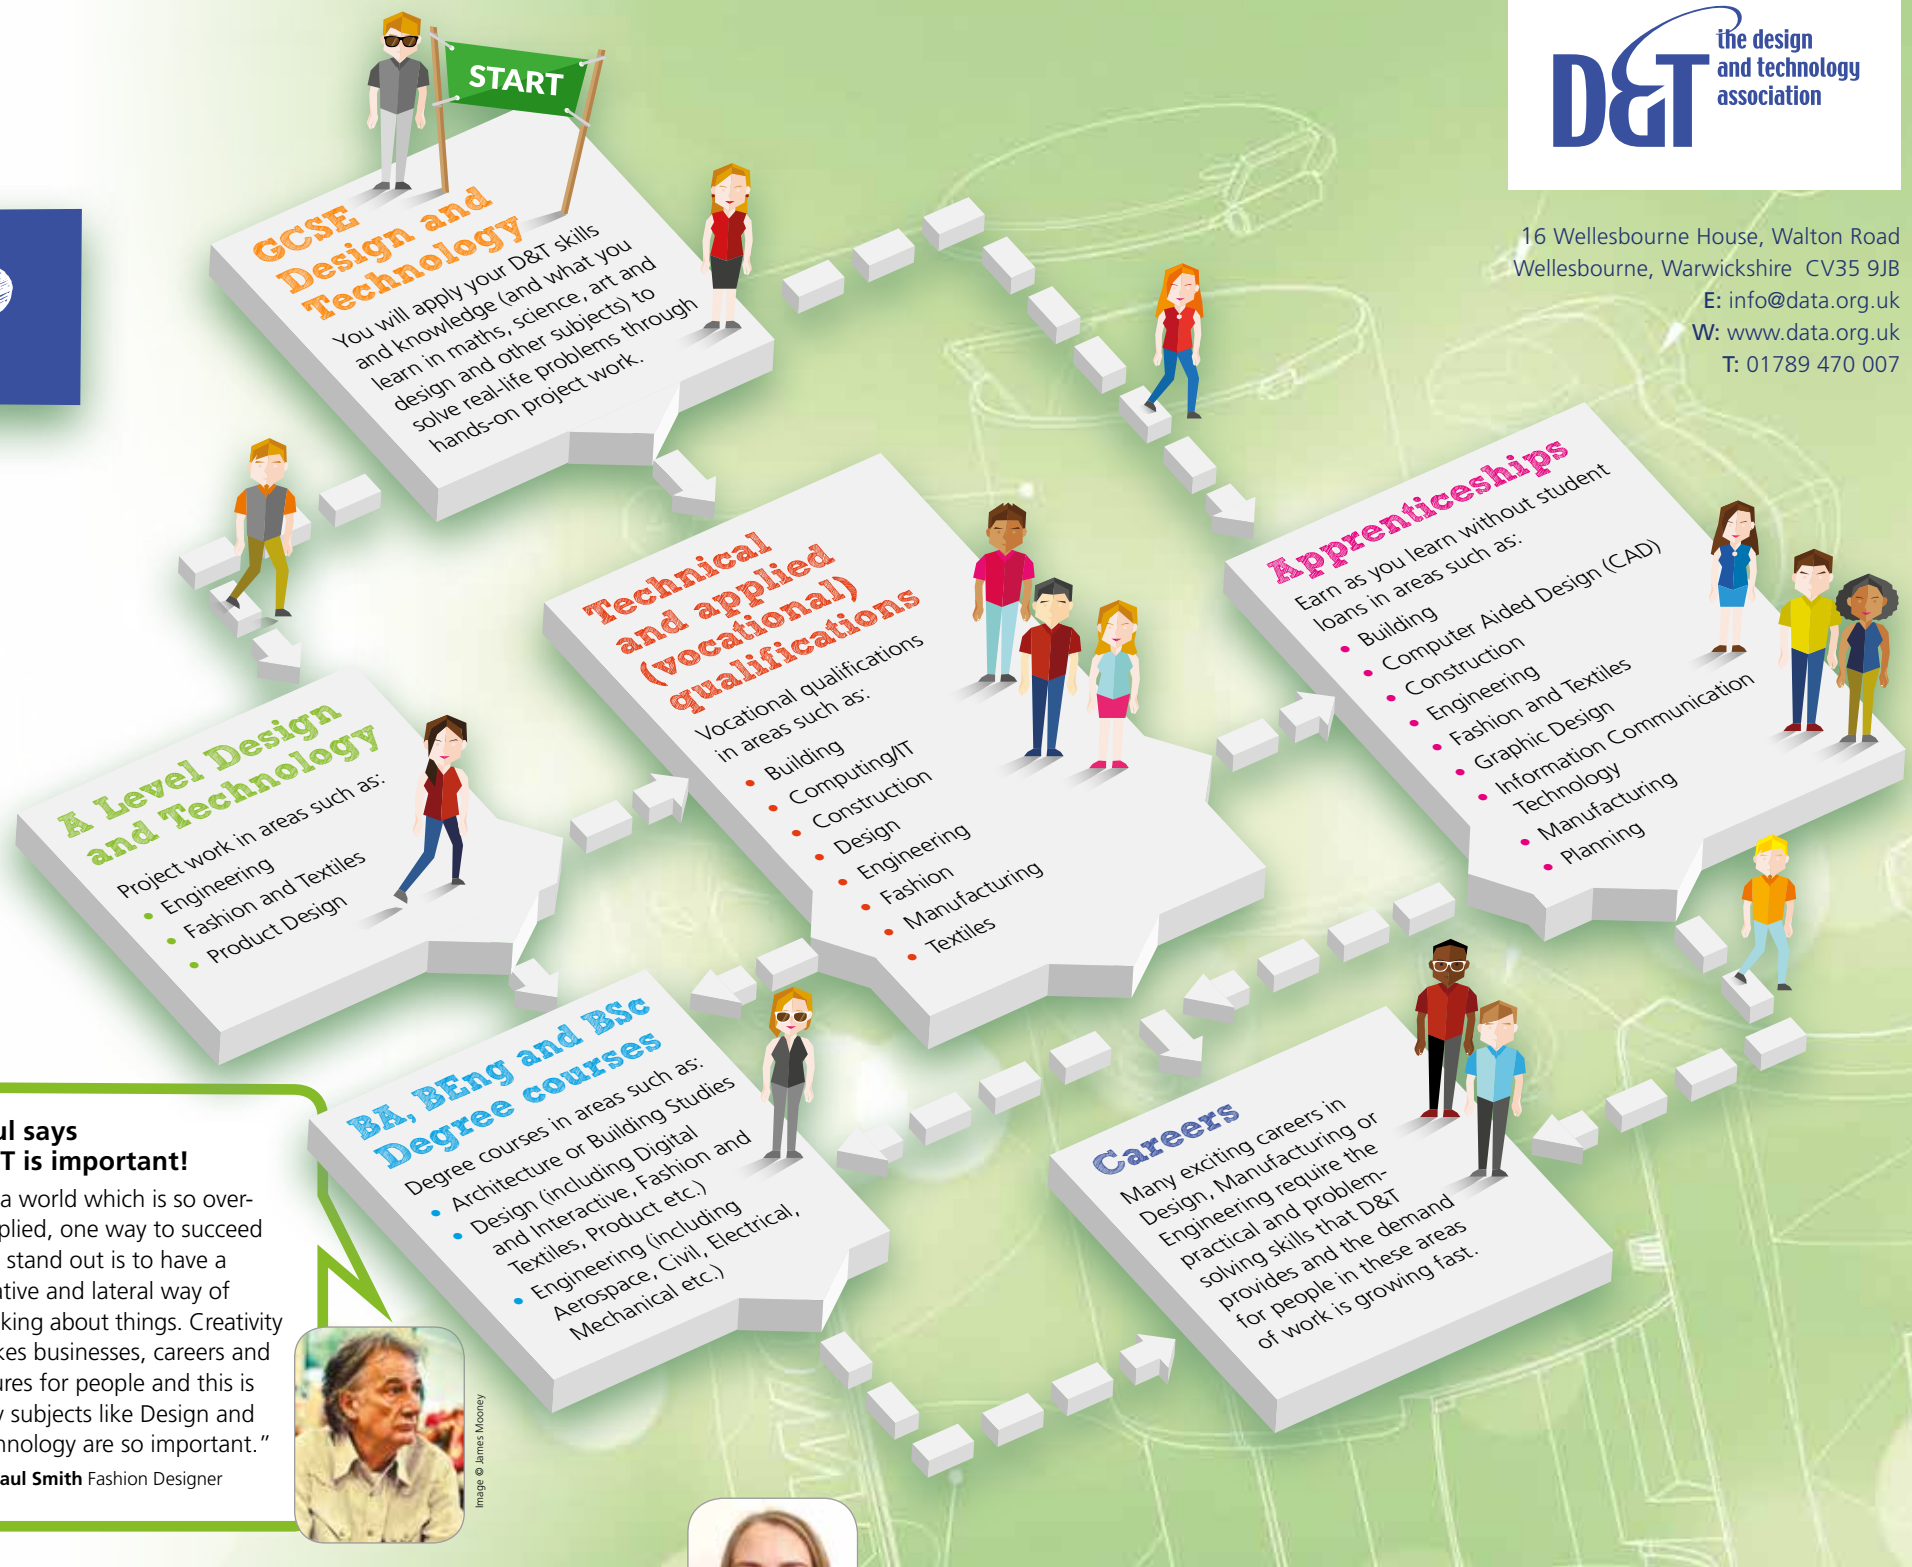 START
GCSE
Design and
Technology
You will apply your D&T skills
and knowledge (and what you
learn in maths, science, art and
design and other subjects) to
solve real-life problems through
hands-on project work.
D&T
the design
and technology
association
16 Wellesbourne House, Walton Road
Wellesbourne, Warwickshire CV35 9JB
E: info@data.org.uk
W: www.data.org.uk
T: 01789 470 007
Technical
and applied
(vocational)
qualifications
Vocational qualifications
in areas such as:
• Building
• Computing/IT
• Construction
• Design
• Engineering
• Fashion
• Manufacturing
• Textiles
Apprenticeships
Earn as you learn without student
loans in areas such as:
• Building
• Computer Aided Design (CAD)
• Construction
• Engineering
• Fashion and Textiles
• Graphic Design
• Information Communication
Technology
• Manufacturing
• Planning
A Level Design
and Technology
Project work in areas such as:
• Engineering
• Fashion and Textiles
• Product Design
BA, BEng and BSc
Degree courses
Degree courses in areas such as:
• Architecture or Building Studies
• Design (including Digital
and Interactive, Fashion and
Textiles, Product etc.)
• Engineering (including
Aerospace, Civil, Electrical,
Mechanical etc.)
Careers
Many exciting careers in
Design, Manufacturing or
Engineering require the
practical and problem-
solving skills that D&T
provides and the demand
for people in these areas
of work is growing fast.
says
T is important!
a world which is so over-
plied, one way to succeed
stand out is to have a
ative and lateral way of
king about things. Creativity
kes businesses, careers and
ures for people and this is
y subjects like Design and
hnology are so important.”
aul Smith Fashion Designer
Image © James Mooney